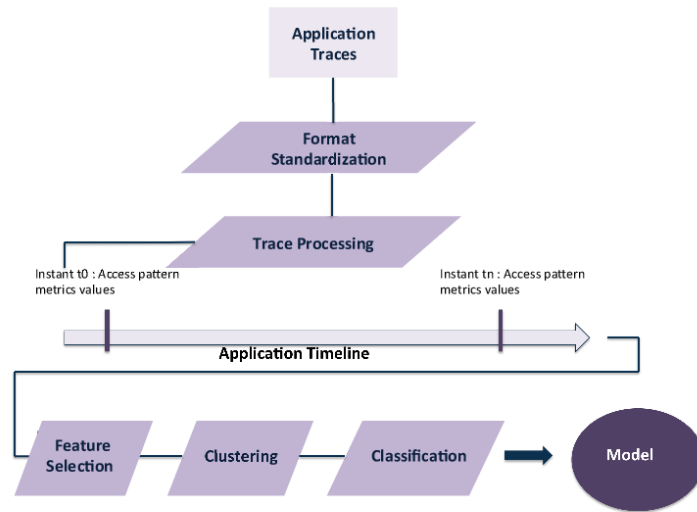 Application
Traces
Format
Standardization
Trace Processing
Instant t0 : Access pattern
metrics values
Instant tn : Access pattern
metrics values
Application Timeline
Feature
Selection
Clustering
Classification
Model